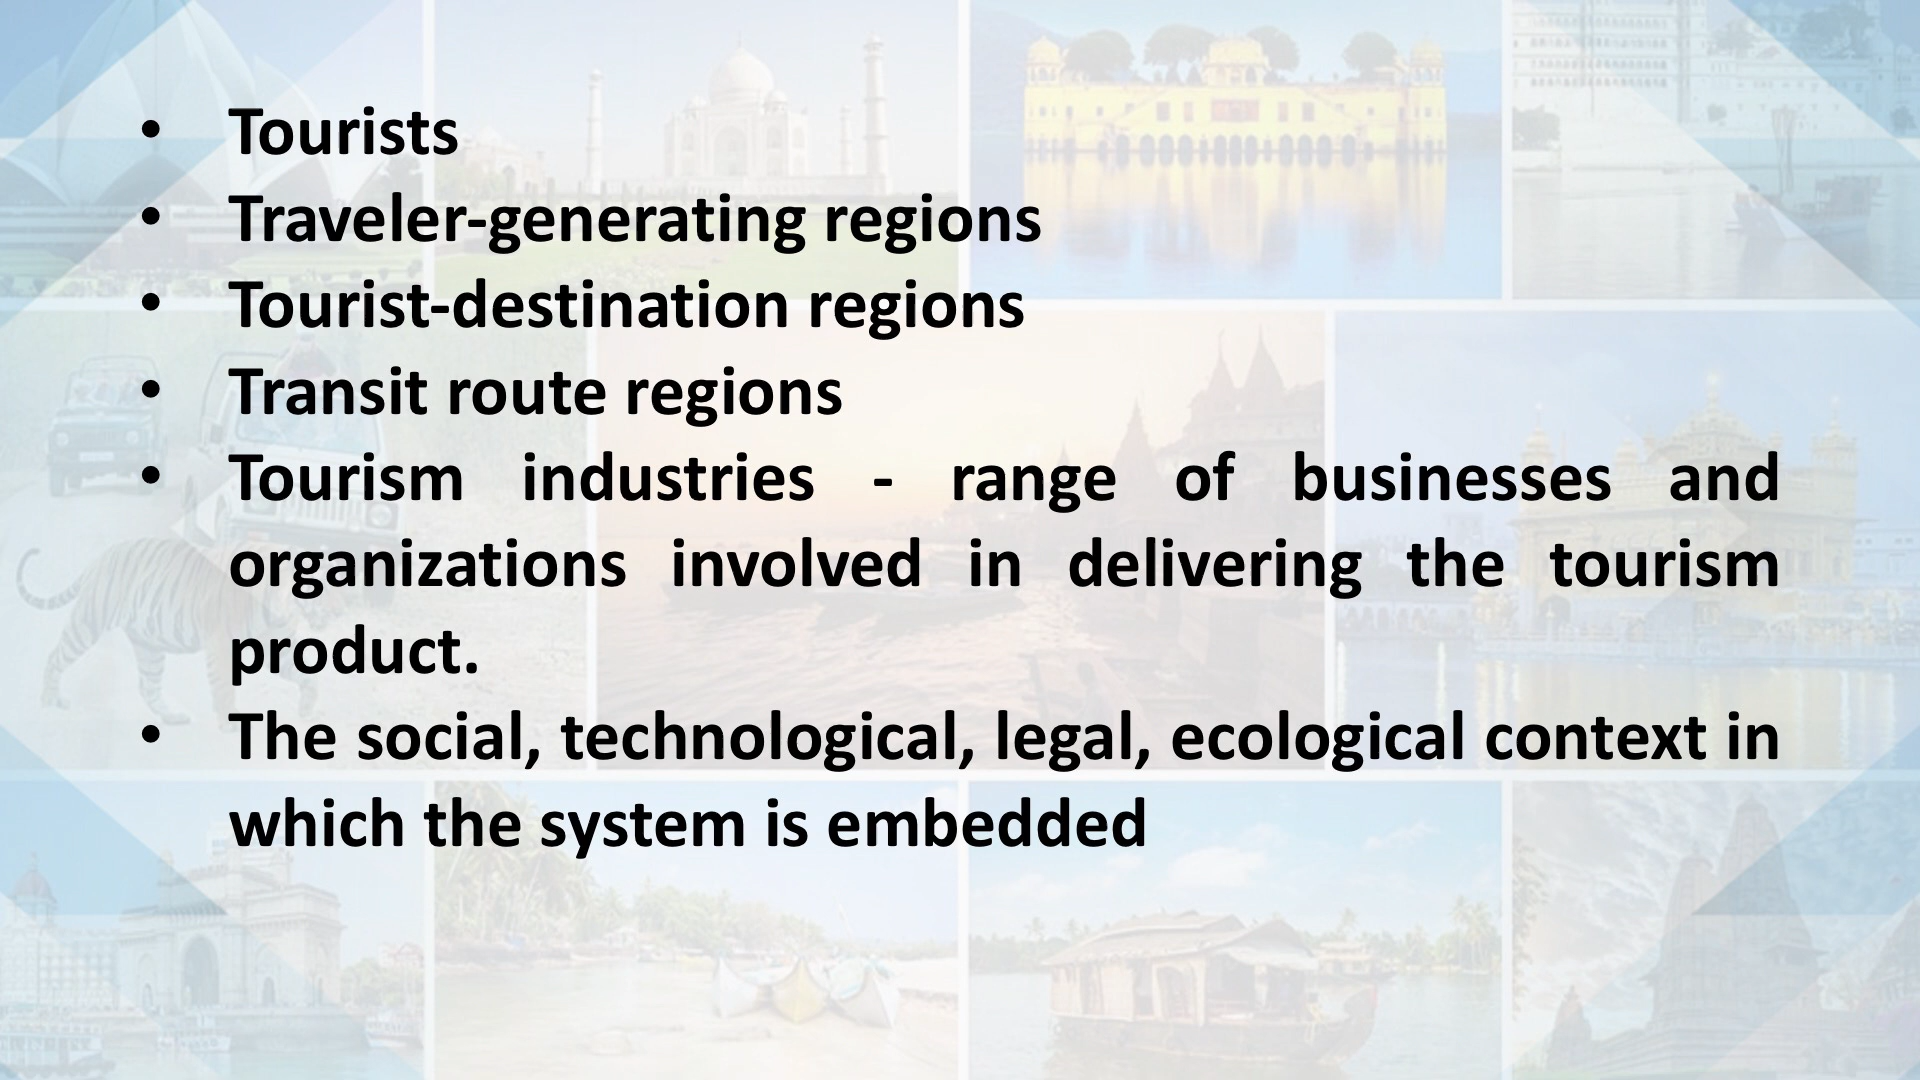 • Tourists
• Traveler-generating regions
• Tourist-destination regions
• Transit route regions
• Tourism industries - range of businesses and
organizations involved in delivering the tourism
product.
• The social, technological, legal, ecological context in
which the system is embedded